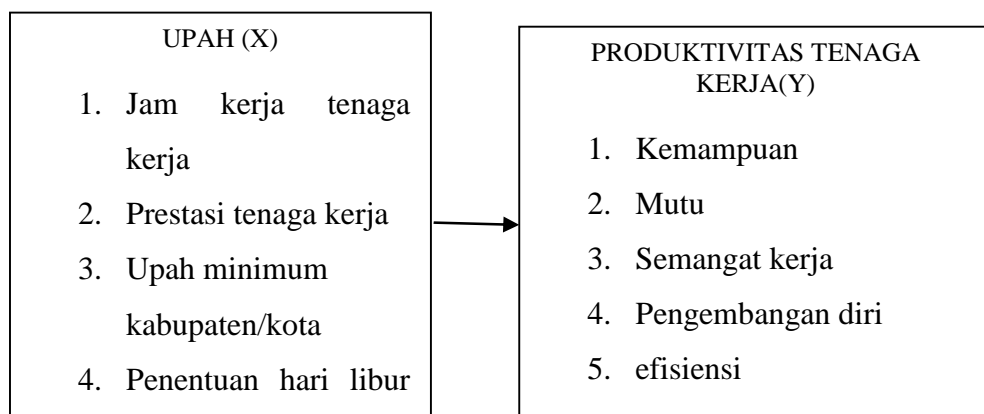 UPAH (X)
1. Jam kerja tenaga
kerja
2. Prestasi tenaga kerja
3. Upah minimum
kabupaten/kota
4. Penentuan hari libur
PRODUKTIVITAS TENAGA
KERJA(Y)
1. Kemampuan
2. Mutu
3. Semangat kerja
4. Pengembangan diri
5. efisiensi